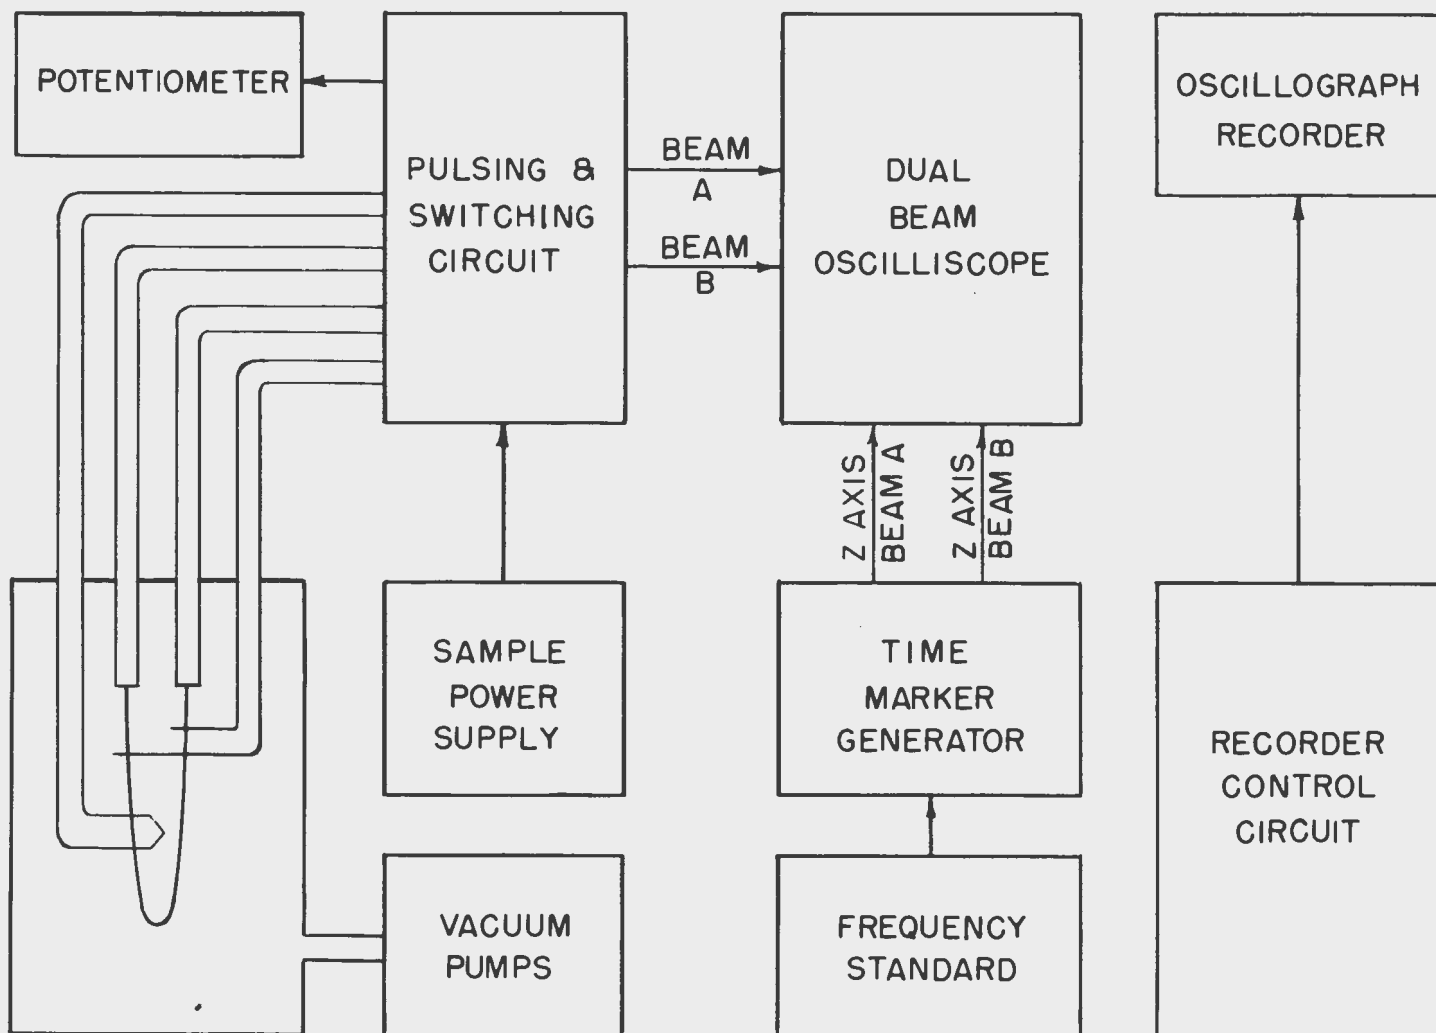 POTENTIOMETER
PULSING &
SWITCHING
CIRCUIT
BEAM
A
BEAM
B
DUAL
BEAM
OSCILLISCOPE
OSCILLOGRAPH
RECORDER
Z AXIS
BEAM A
Z AXIS
BEAM B
SAMPLE
POWER
SUPPLY
TIME
MARKER
GENERATOR
RECORDER
CONTROL
CIRCUIT
VACUUM
PUMPS
FREQUENCY
STANDARD